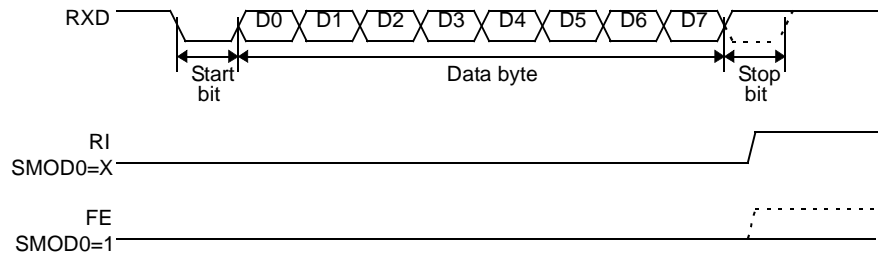 RXD D0 D1 D2 D3 D4 D5 D6 D7
Start bit
Data byte
Stop bit
RI
SMOD0=X
FE
SMOD0=1